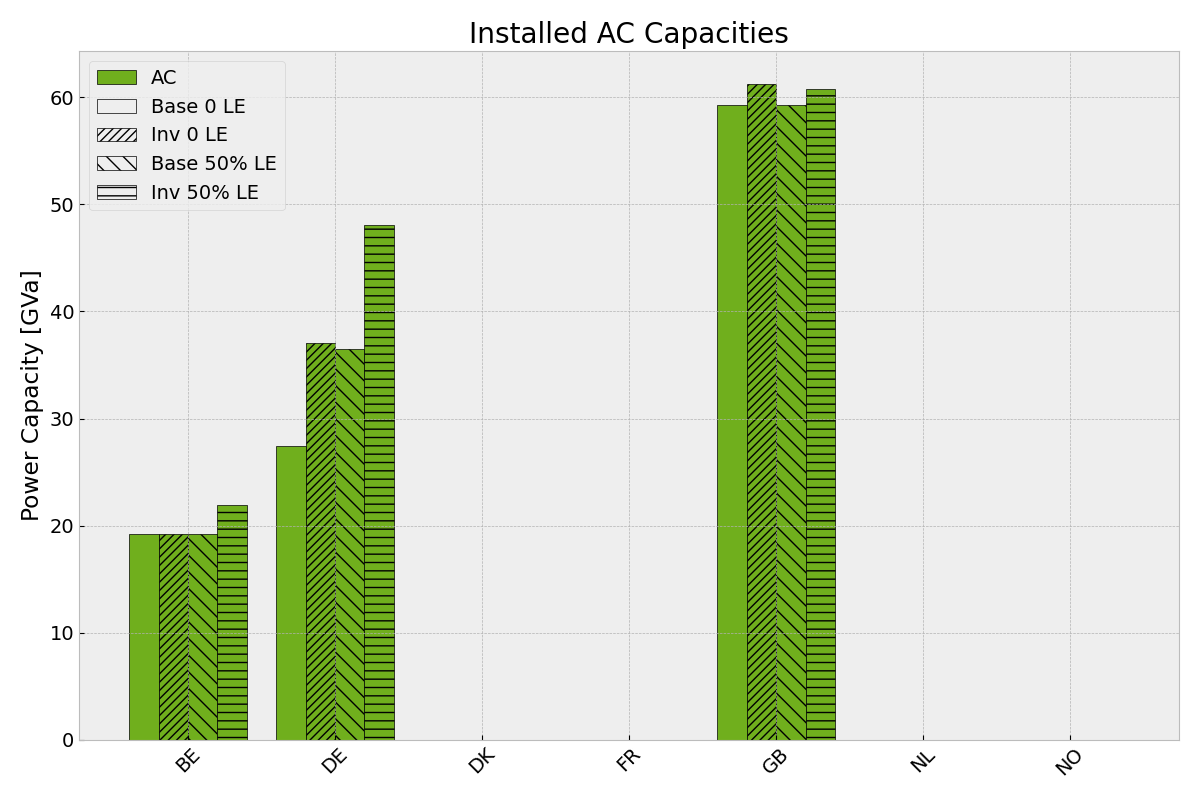 Installed AC Capacities
AC
Base 0 LE
Inv 0 LE
Base 50% LE
Inv 50% LE
Power Capacity [GVa]
60
50
40
30
20
10
0
BE
DE
DK
FR
GB
NL
NO